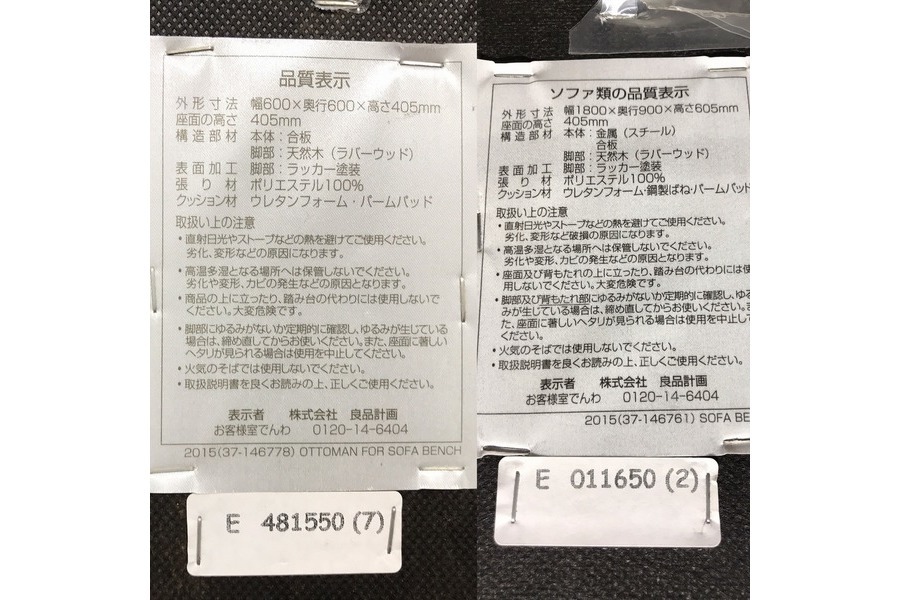 品質表示
外形寸法 幅600×奥行600×高さ405mm
座面の高さ 405mm
構造部材 本体:合板
脚部:天然木(ラバーウッド)
表面加工 脚部:ラッカー塗装
張り材 ポリエステル100%
クッション材 ウレタンフォーム・パームパッド
取扱い上の注意
・直射日光やストーブなどの熱を避けてご使用ください。
劣化、変形などの原因になります。
・高温多湿となる場所へは保管しないでください。
劣化や変形、カビの発生などの原因となります。
・商品の上に立ったり、踏み台の代わりには使用しないで
ください。大変危険です。
・脚部にゆるみがないか定期的に確認し、ゆるみが生じている
場合は、締め直してからお使いください。また、座面に著しい
ヘタリが見られる場合は使用を中止してください。
・火気のそばでは使用しないでください。
・取扱説明書を良くお読みの上、正しくご使用ください。
表示者 株式会社 良品計画
お客様室でんわ 0120-14-6404
2015(37-146778) OTTOMAN FOR SOFA BENCH
E 481550 (7)
ソファ類の品質表示
外形寸法 幅1800×奥行900×高さ605mm
座面の高さ 405mm
構造部材 本体:金属(スチール)
合板
脚部:天然木(ラバーウッド)
表面加工 脚部:ラッカー塗装
張り材 ポリエステル100%
クッション材 ウレタンフォーム・鋼製ばね・パームパッド
取扱い上の注意
・直射日光やストーブなどの熱を避けてご使用ください。
劣化、変形など破損の原因になります。
・高温多湿となる場所へは保管しないでください。
劣化や変形、カビの発生などの原因となります。
・座面及び背もたれの上に立ったり、踏み台の代わりには使
用しないでください。大変危険です。
・脚部及び背もたれ部にゆるみがないか定期的に確認し、ゆる
みが生じている場合は、締め直してからお使いください。ま
た、座面に著しいヘタリが見られる場合は使用を中止してく
ださい。
・火気のそばでは使用しないでください。
・取扱説明書を良くお読みの上、正しくご使用ください。
表示者 株式会社 良品計画
お客様室でんわ 0120-14-6404
2015(37-146761) SOFA BE
E 011650 (2)